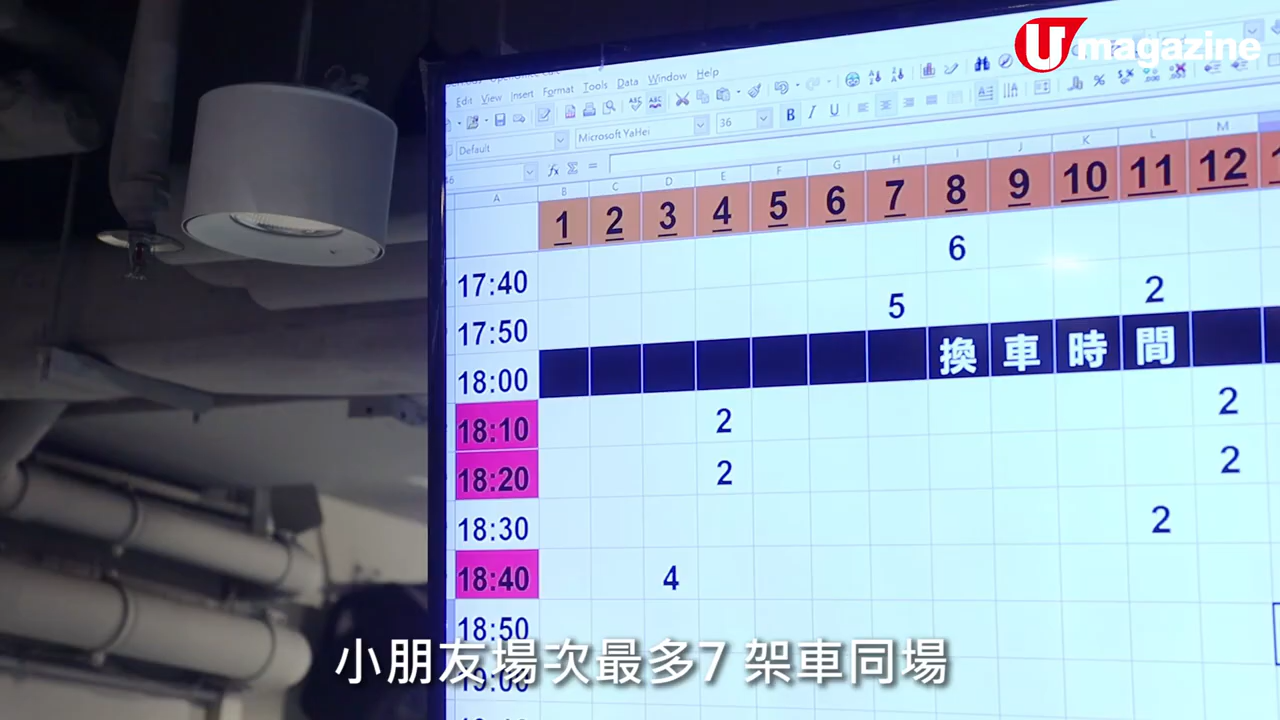 U magazine
Edit View Insert Format Tools Data Window Help
Default Microsoft YaHei 36 B I U
A B C D E F G H I J K L M
1 2 3 4 5 6 7 8 9 10 11 12
6
17:40
5 2
17:50
換車時間
18:00
18:10 2 2
18:20 2 2
18:30 2
18:40 4
18:50
19:00
小朋友場次最多7 架車同場